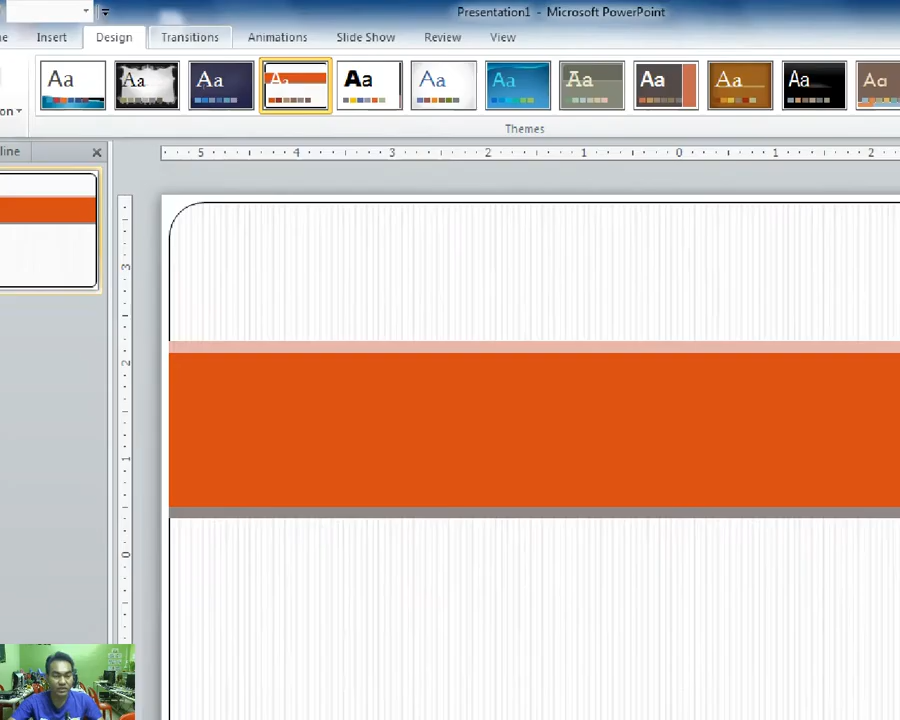 Presentation1 - Microsoft PowerPoint
Insert Design Transitions Animations Slide Show Review View
Aa Aa Aa Aa Aa Aa Aa Aa Aa Aa Aa Aa
on
Themes
line
5 4 3 2 1 0 1 2
3
2
1
0